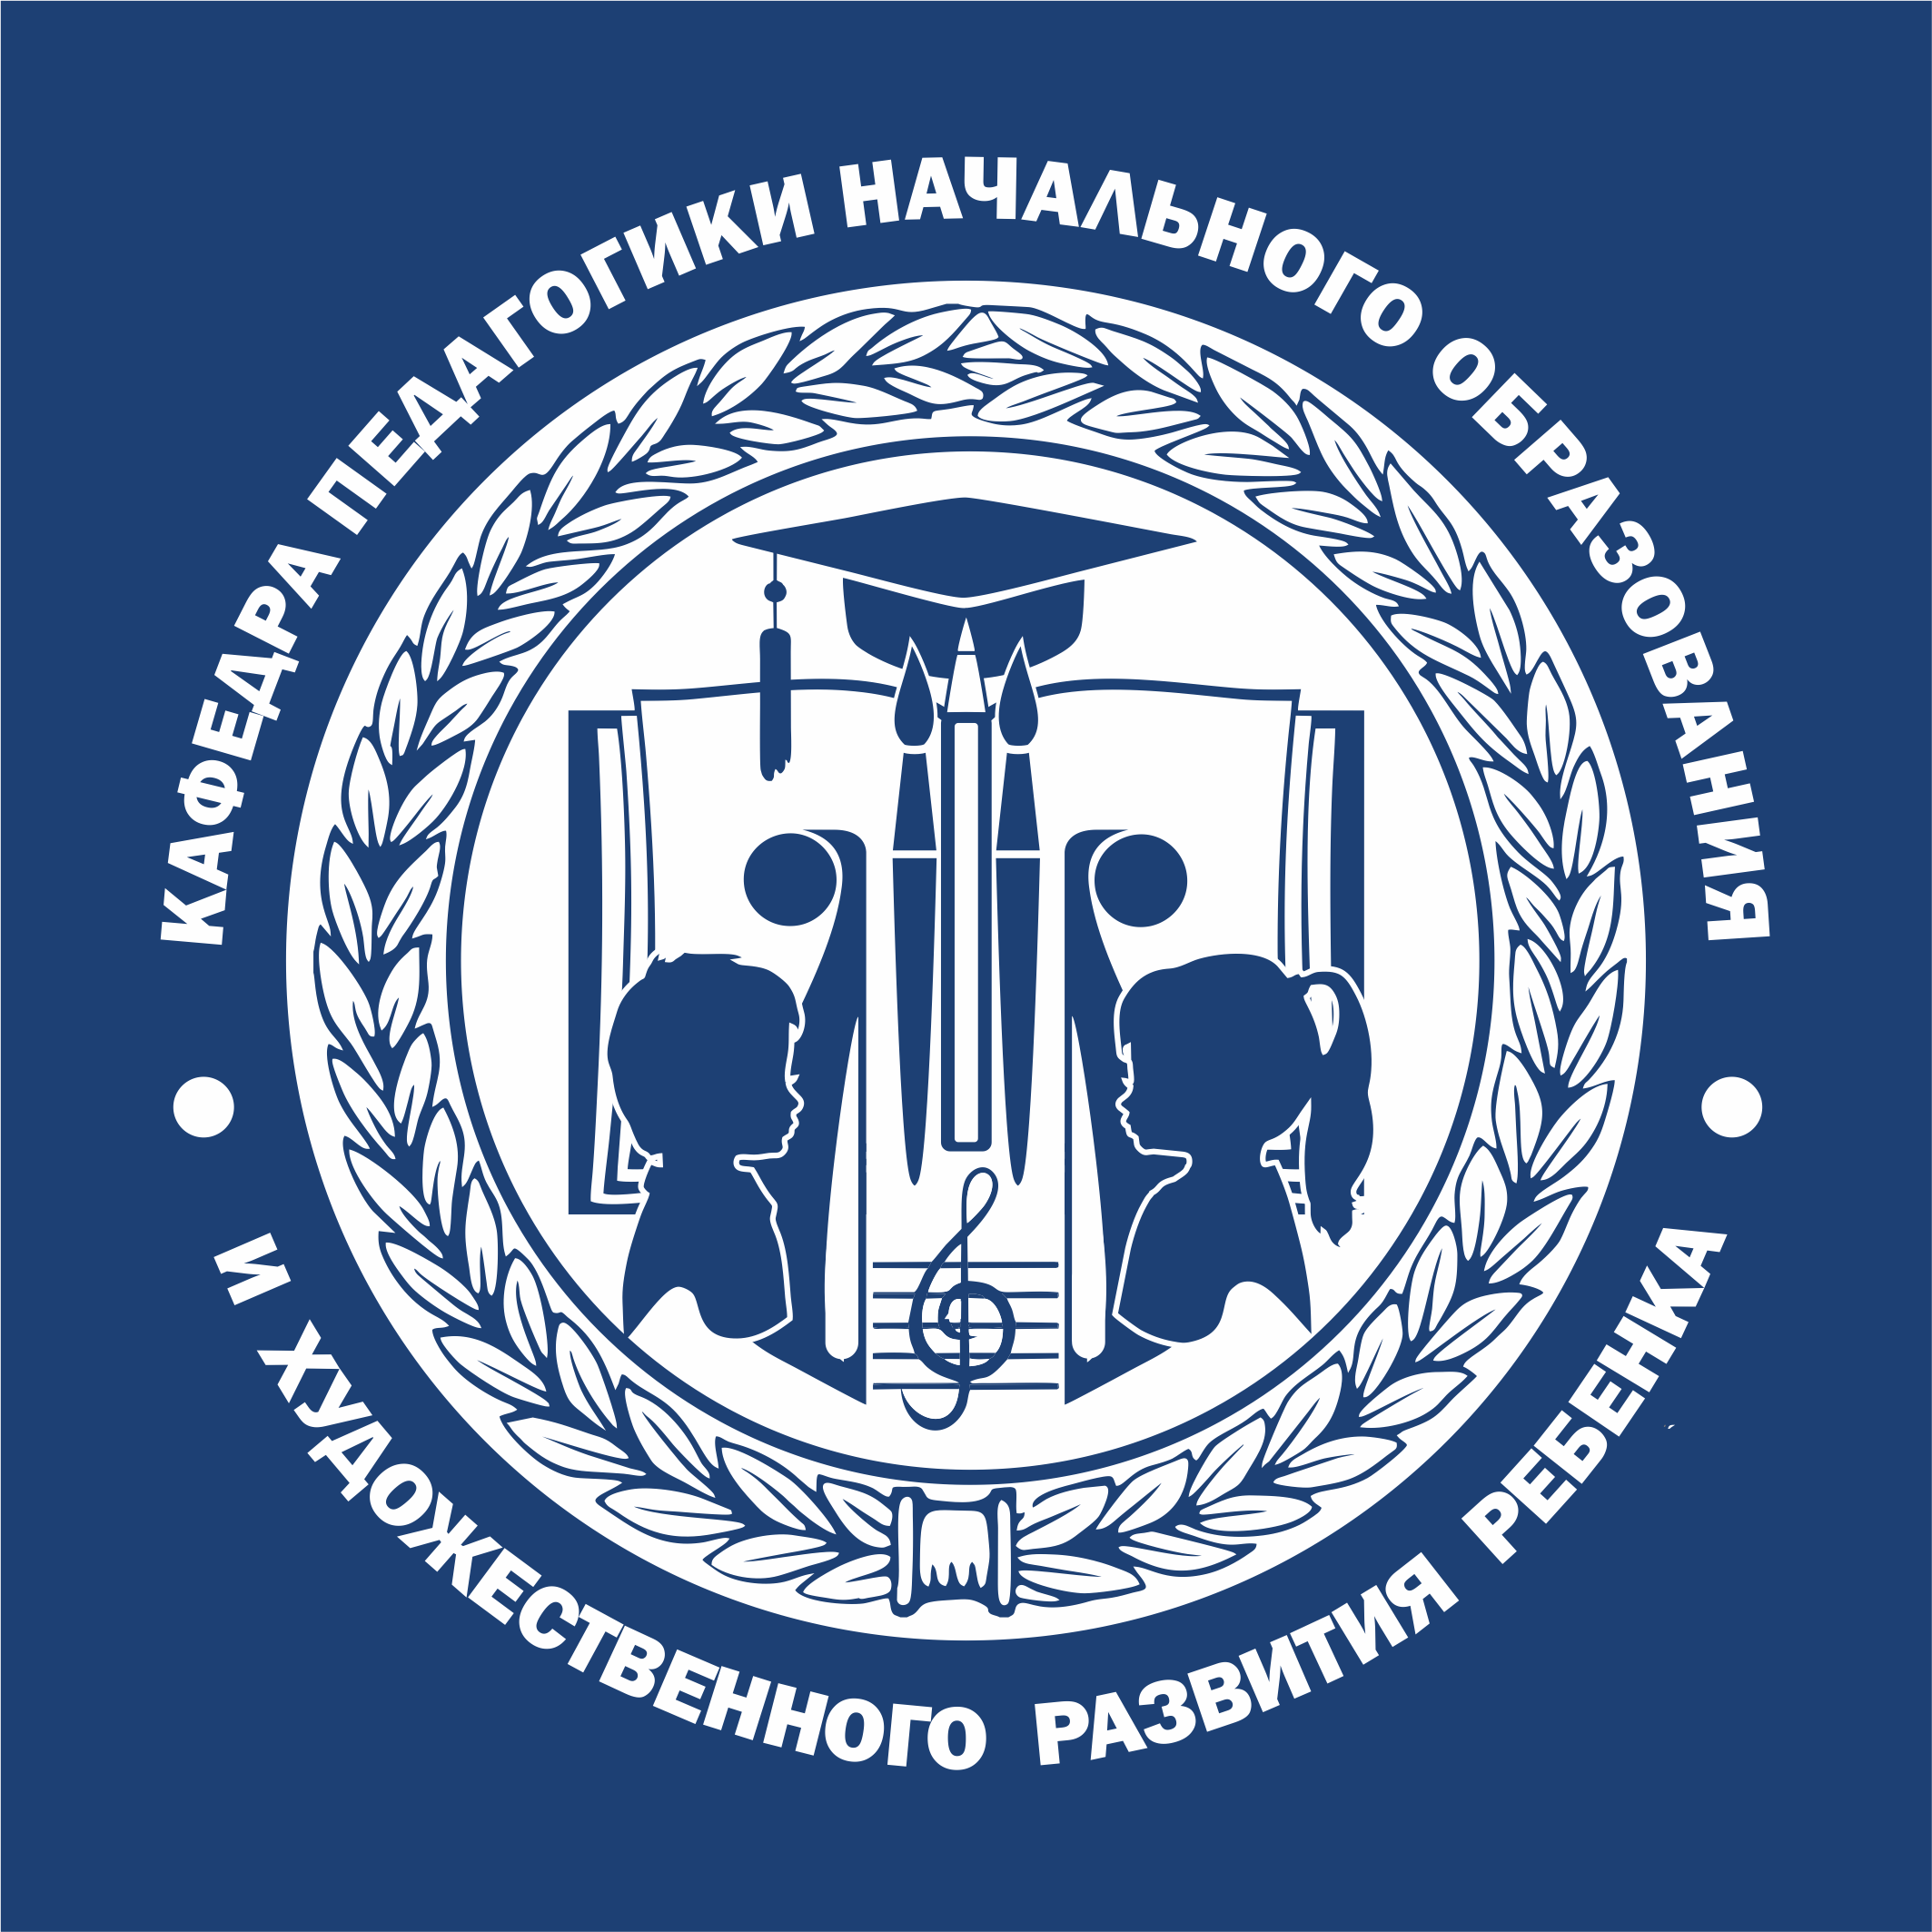 КАФЕДРА ПЕДАГОГИКИ НАЧАЛЬНОГО ОБРАЗОВАНИЯ
И ХУДОЖЕСТВЕННОГО РАЗВИТИЯ РЕБЕНКА